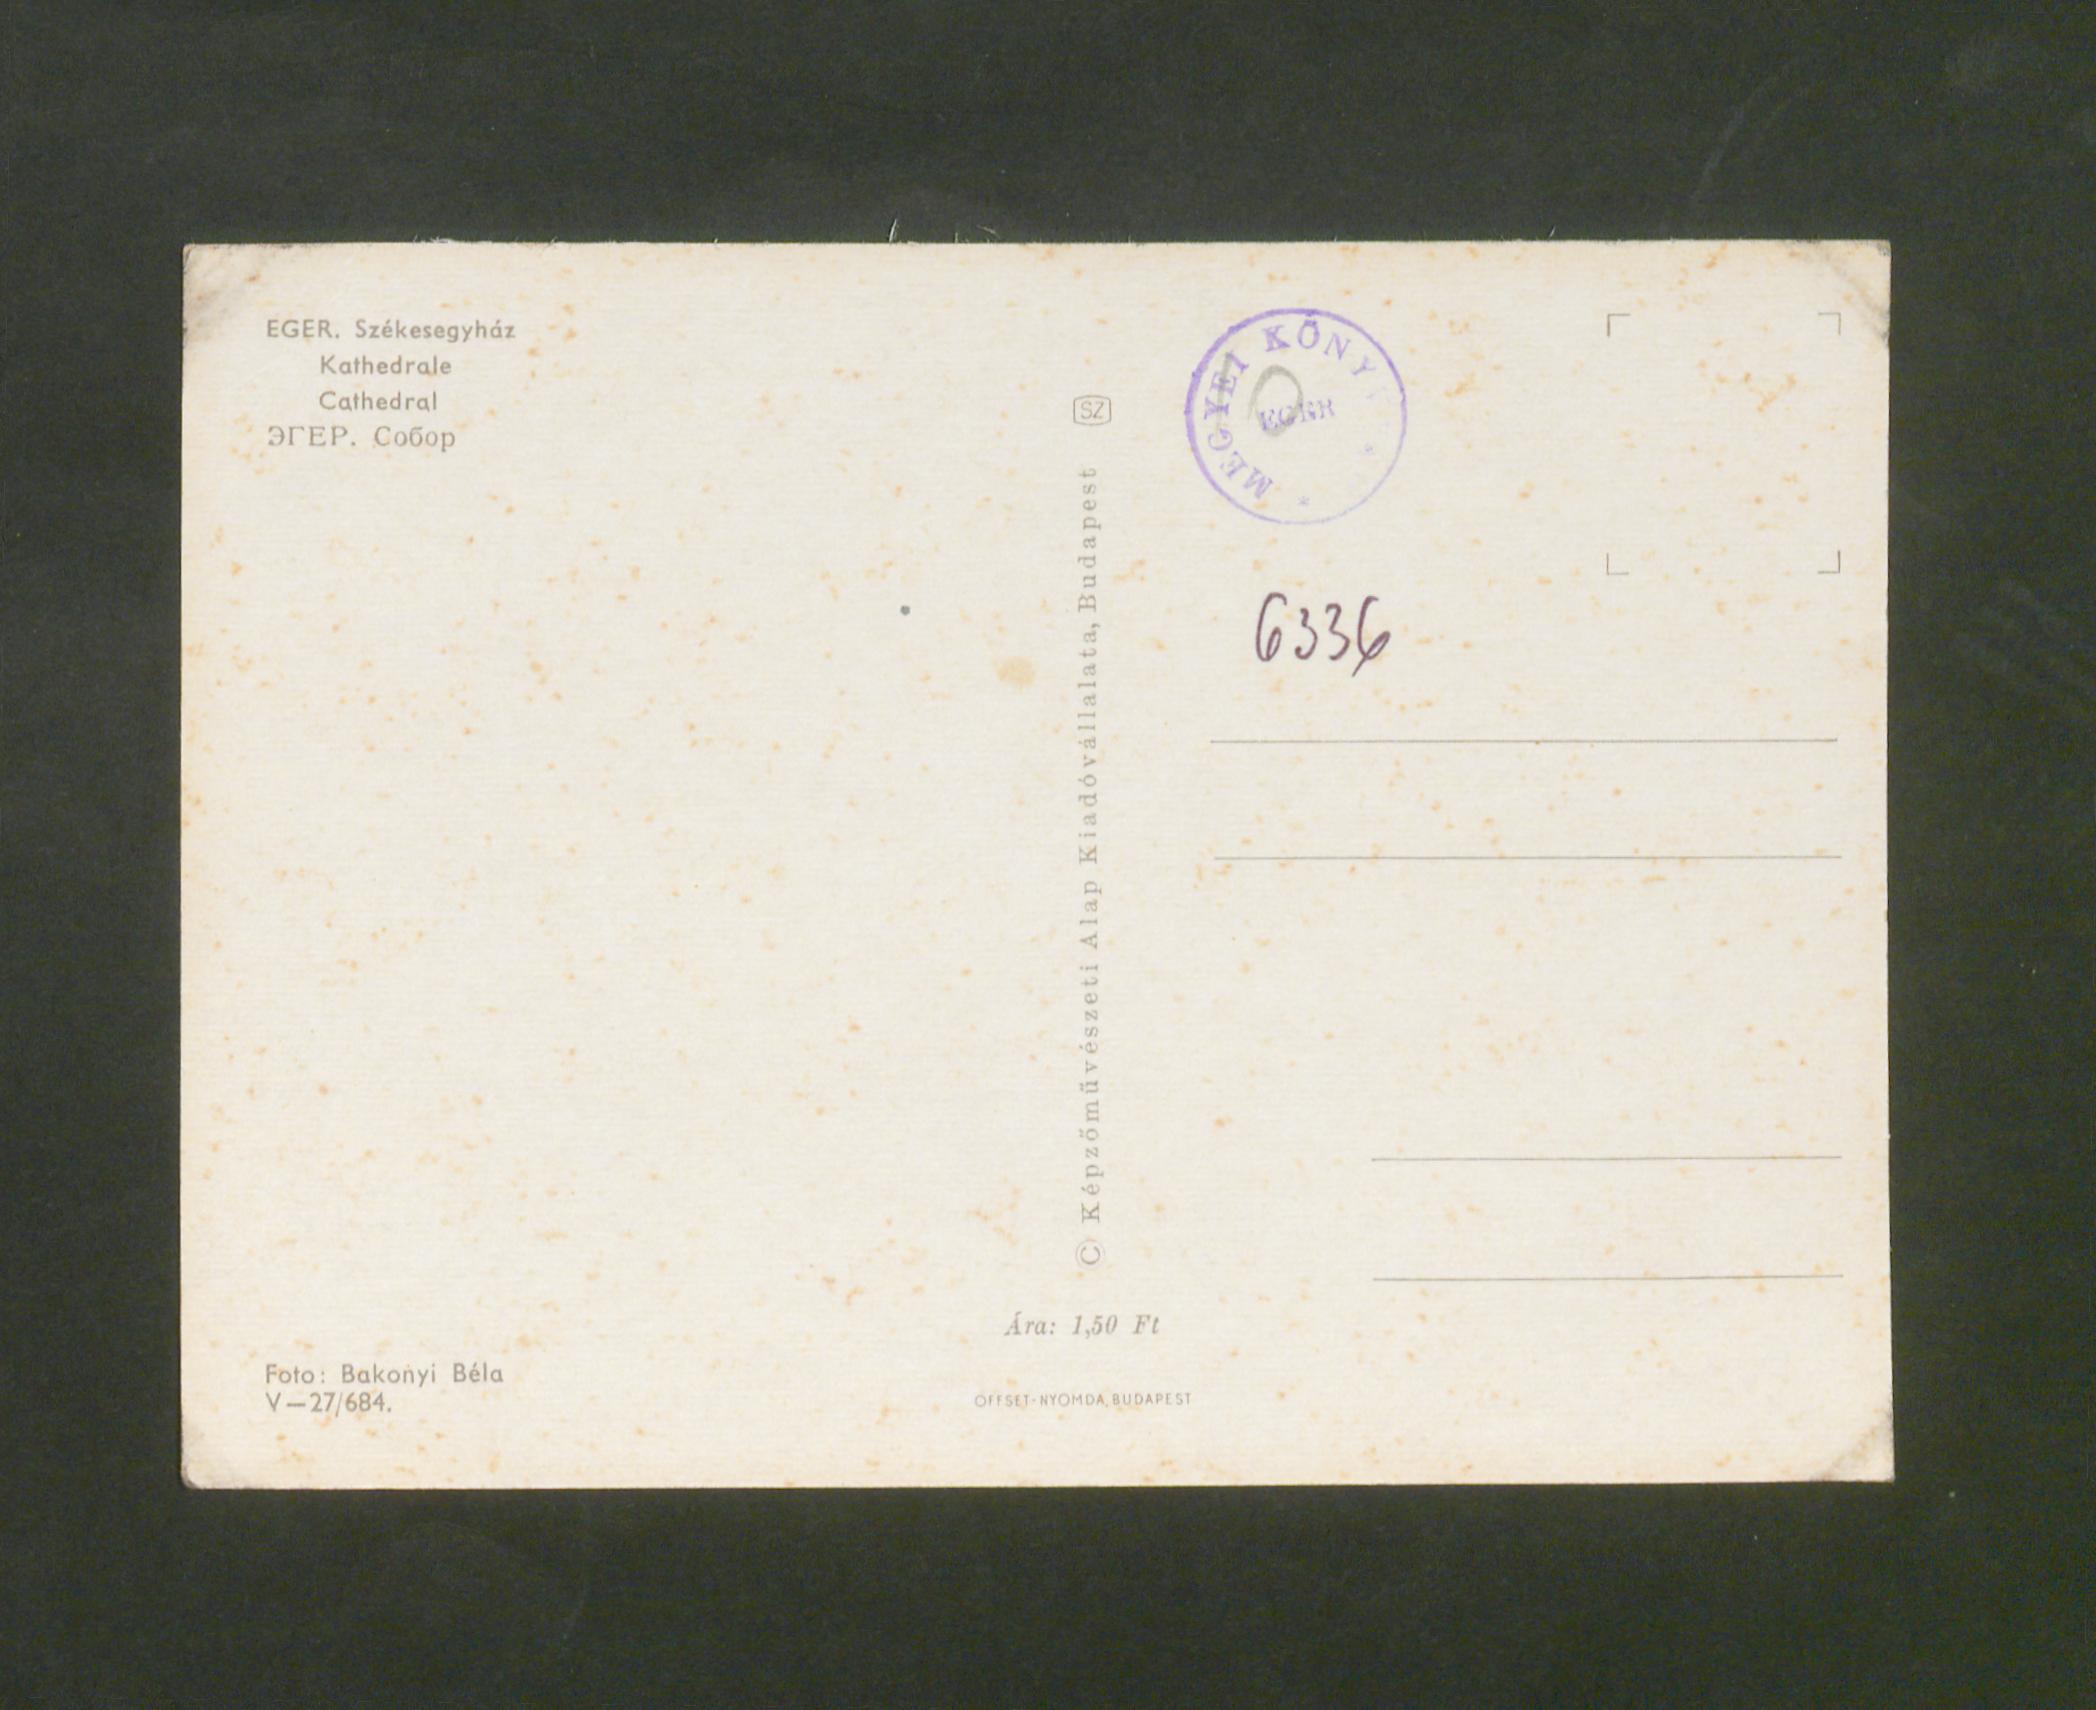 EGER. Székesegyház
Kathedrale
Cathedral
ЭГЕР. Собор
SZ
© Képzőművészeti Alap Kiadóvállalata, Budapest
MEGYEI KÖNY
EGER
6336
Ára: 1,50 Ft
Foto: Bakonyi Béla
V—27/684.
OFFSET-NYOMDA, BUDAPEST